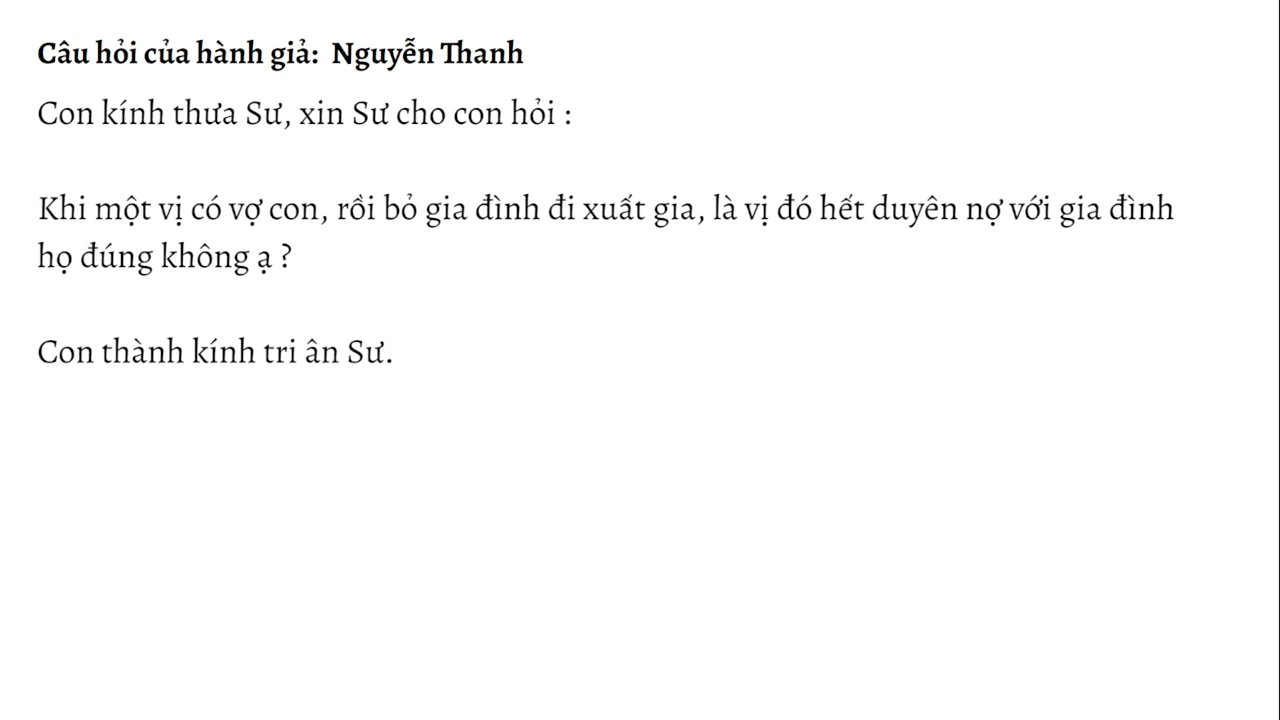 Câu hỏi của hành giả: Nguyễn Thanh
Con kính thưa Sư, xin Sư cho con hỏi :
Khi một vị có vợ con, rồi bỏ gia đình đi xuất gia, là vị đó hết duyên nợ với gia đình
họ đúng không ạ ?
Con thành kính tri ân Sư.